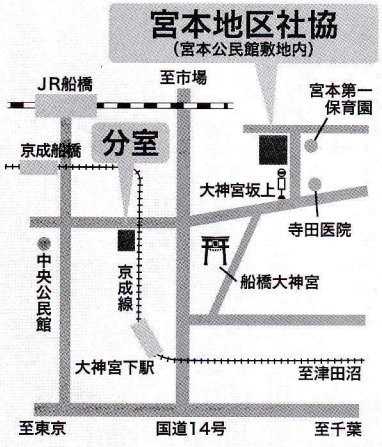 宮本地区社協
(宮本公民館敷地内)
JR船橋
至市場
宮本第一
保育園
京成船橋
分室
大神宮坂上
寺田医院
中央公民館
京成線
船橋大神宮
大神宮下駅
至津田沼
至東京
国道14号
至千葉